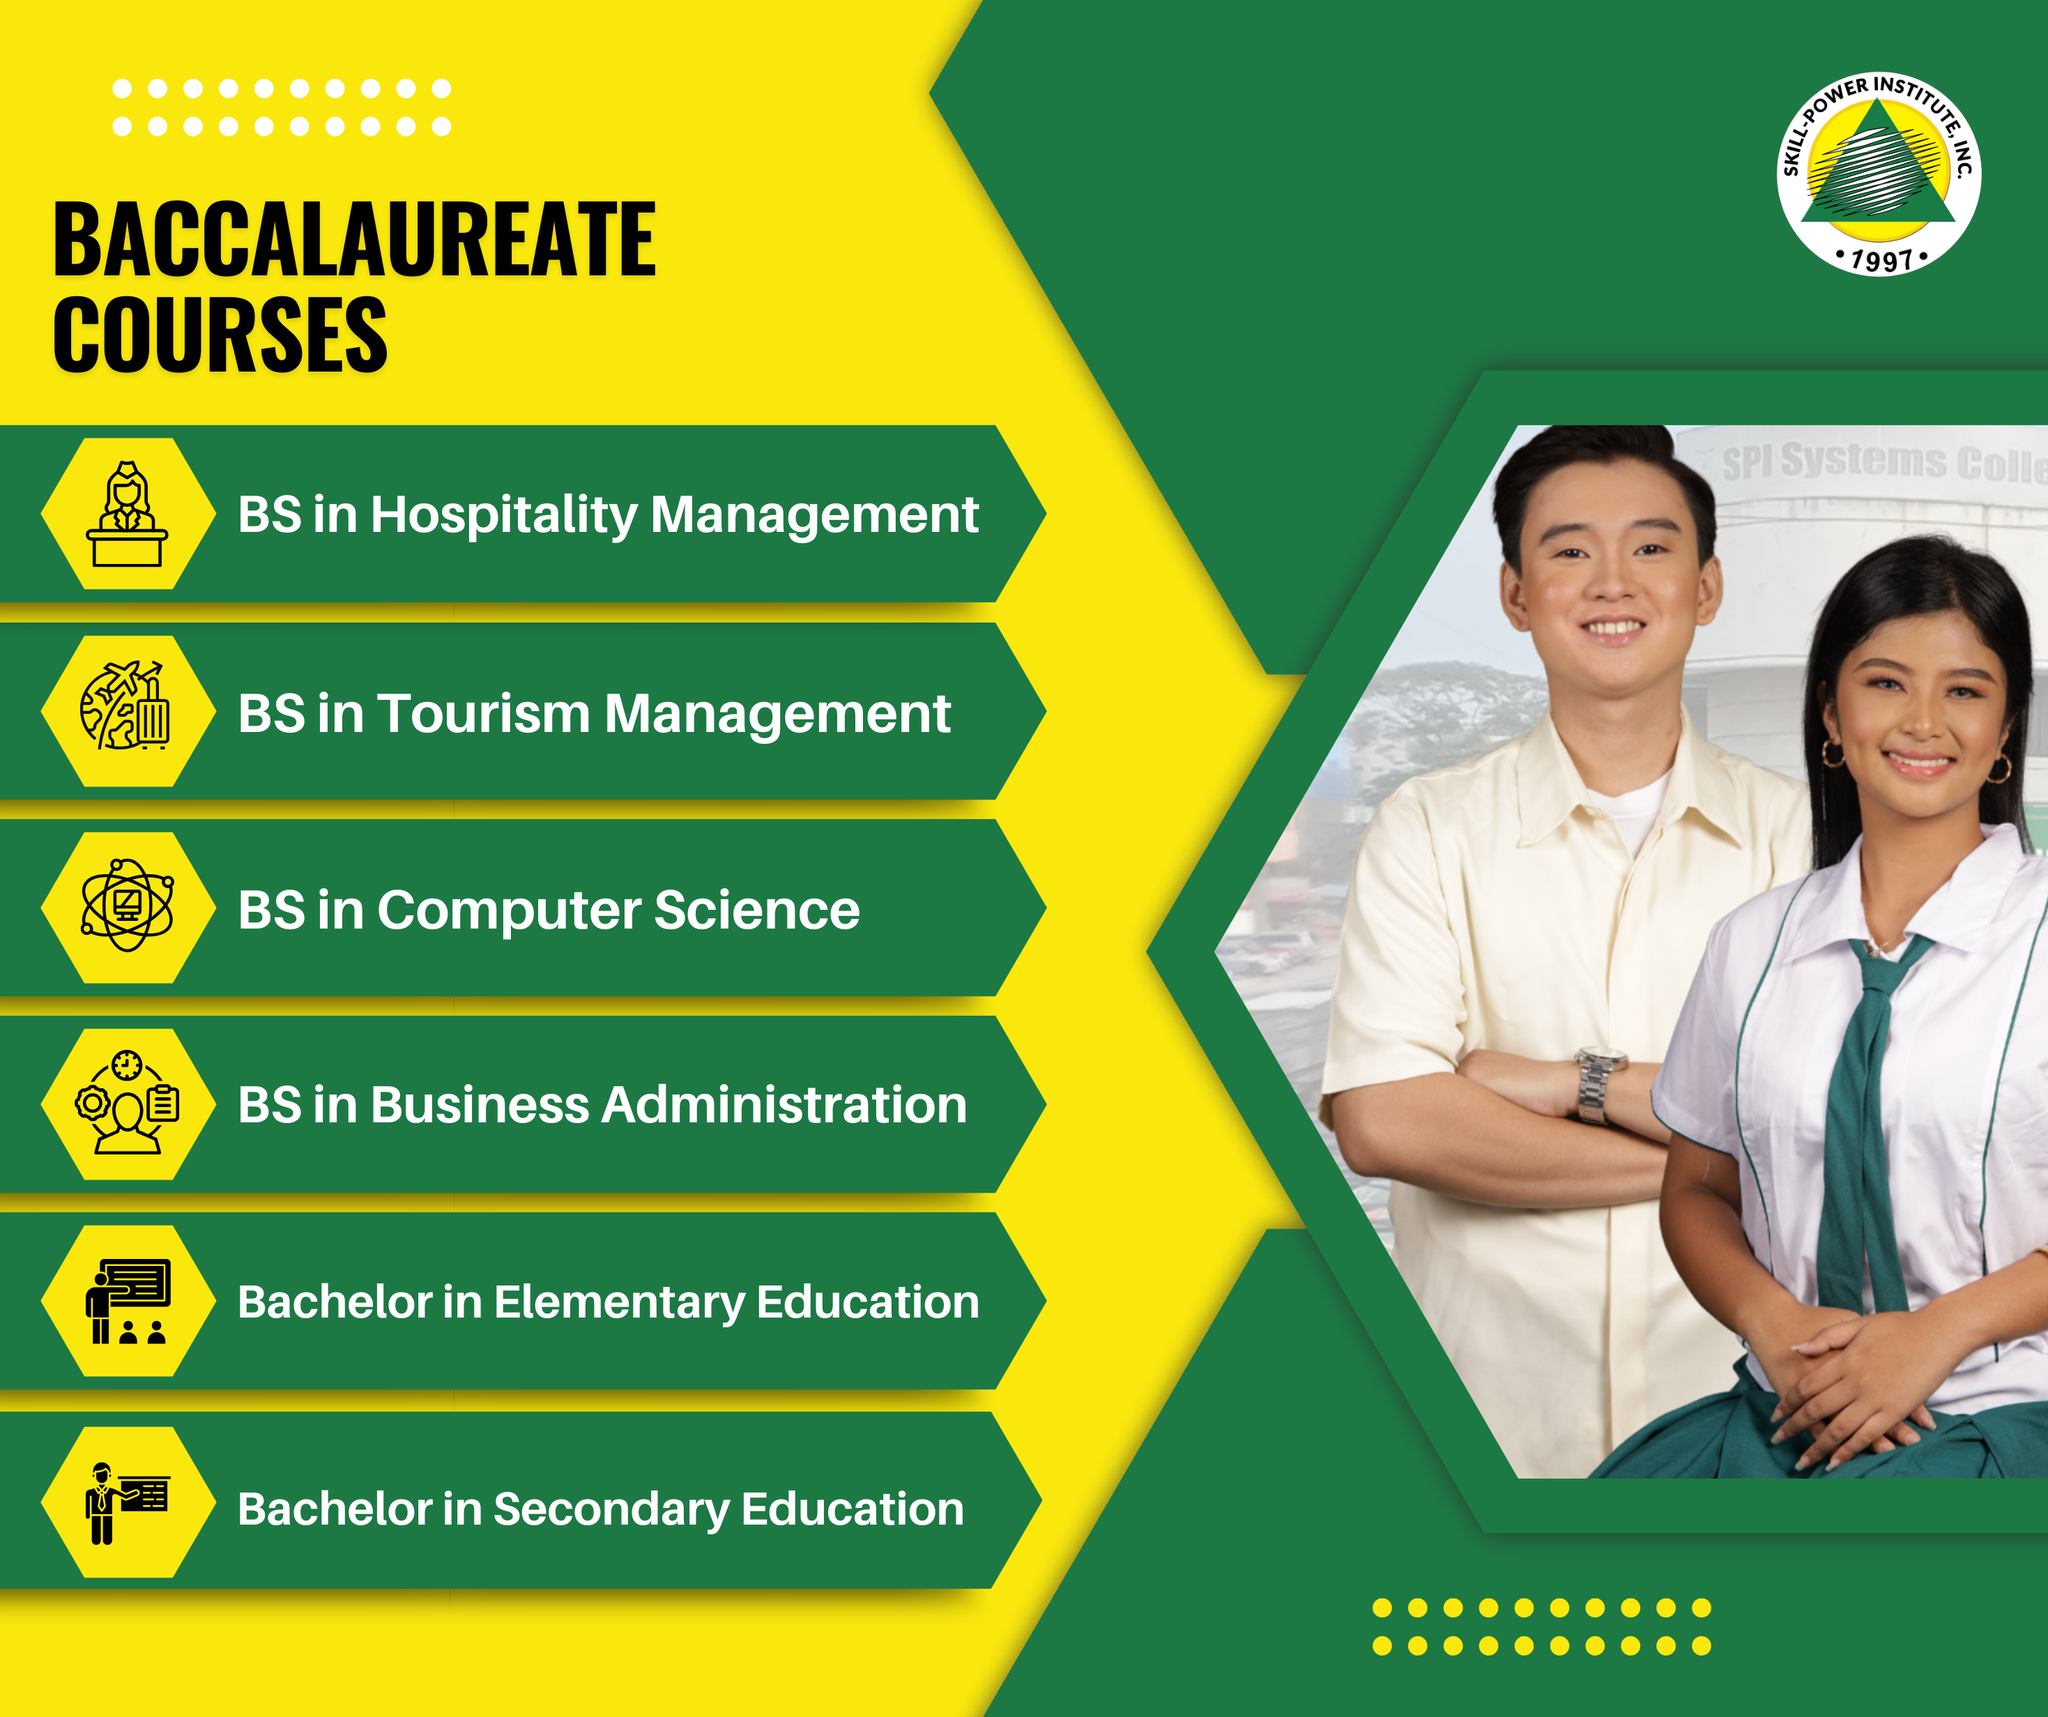 BACCALAUREATE
COURSES
BS in Hospitality Management
BS in Tourism Management
BS in Computer Science
BS in Business Administration
Bachelor in Elementary Education
Bachelor in Secondary Education
SKILL-POWER INSTITUTE, INC.
• 1997 •
SPI Systems Colle